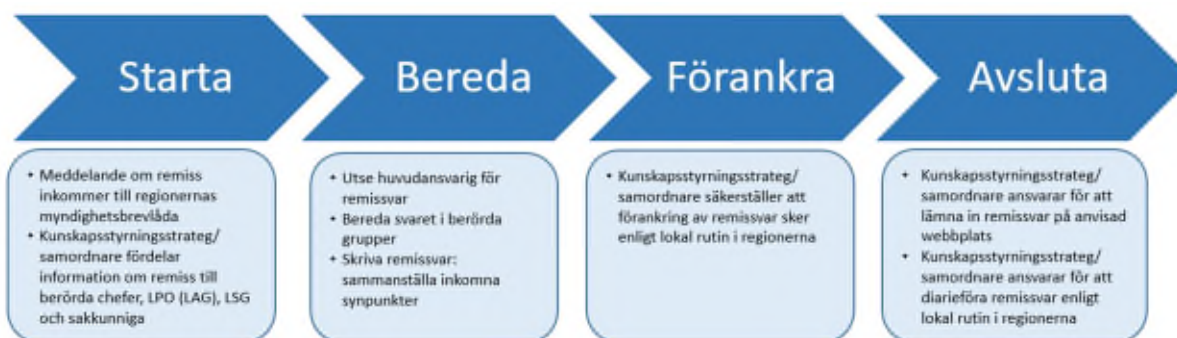 Starta
• Meddelande om remiss
inkommer till regionernas
myndighetsbrevlåda
• Kunskapsstyrningsstrateg/
samordnare fördelar
information om remiss till
berörda chefer, LPO (LAG), LSG
och sakkunniga
Bereda
• Utse huvudansvarig för
remissvar
• Bereda svaret i berörda
grupper
• Skriva remissvar:
sammanställa inkomna
synpunkter
Förankra
• Kunskapsstyrningsstrateg/
samordnare säkerställer att
förankring av remissvar sker
enligt lokal rutin i regionerna
Avsluta
• Kunskapsstyrningsstrateg/
samordnare ansvarar för att
lämna in remissvar på anvisad
webbplats
• Kunskapsstyrningsstrateg/
samordnare ansvarar för att
diarieföra remissvar enligt
lokal rutin i regionerna